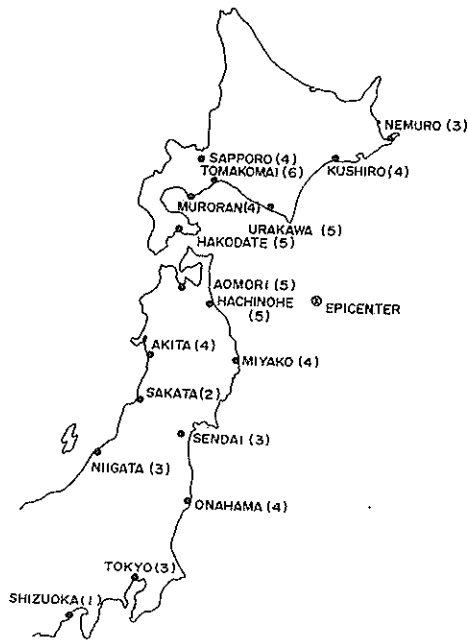 NEMURO (3)
SAPPORO (4)
TOMAKOMAI (6)
KUSHIRO (4)
MURORAN (4)
URAKAWA (5)
HAKODATE (5)
AOMORI (5)
HACHINOHE
(5)
EPICENTER
AKITA (4)
MIYAKO (4)
SAKATA (2)
SENDAI (3)
NIIGATA (3)
ONAHAMA (4)
TOKYO (3)
SHIZUOKA (1)